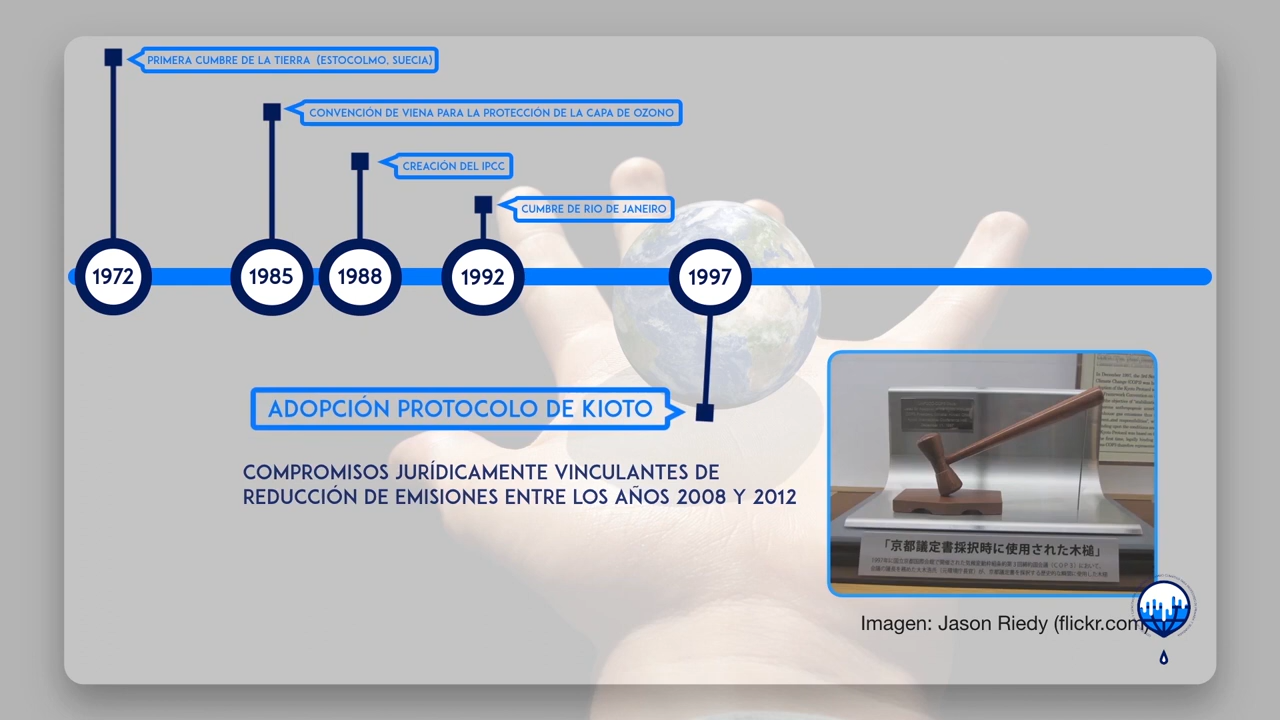 PRIMERA CUMBRE DE LA TIERRA (ESTOCOLMO, SUECIA)
CONVENCIÓN DE VIENA PARA LA PROTECCIÓN DE LA CAPA DE OZONO
CREACIÓN DEL IPCC
CUMBRE DE RIO DE JANEIRO
1972
1985
1988
1992
1997
ADOPCIÓN PROTOCOLO DE KIOTO
COMPROMISOS JURÍDICAMENTE VINCULANTES DE
REDUCCIÓN DE EMISIONES ENTRE LOS AÑOS 2008 Y 2012
「京都議定書採択時に使用された木槌」
Imagen: Jason Riedy (flickr.com)